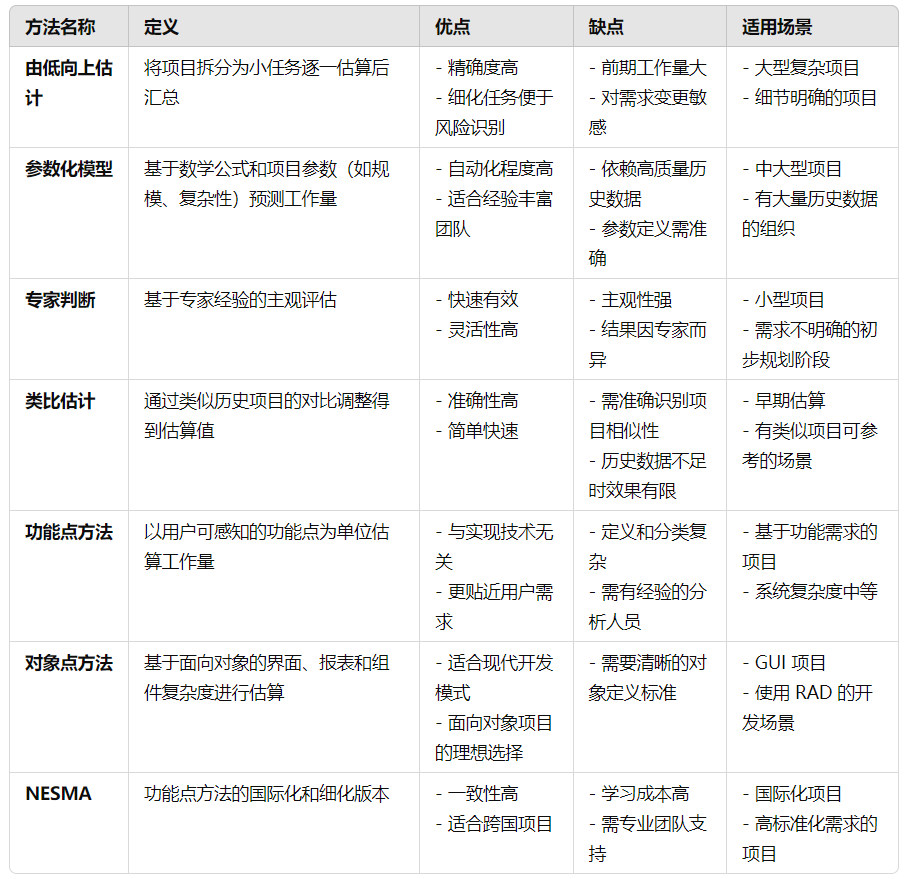 方法名称
定义
优点
缺点
适用场景
由低向上估
计
将项目拆分为小任务逐一估算后
汇总
- 精确度高
- 细化任务便于
风险识别
- 前期工作量大
- 对需求变更敏
感
- 大型复杂项目
- 细节明确的项目
参数化模型
基于数学公式和项目参数（如规
模、复杂性）预测工作量
- 自动化程度高
- 适合经验丰富
团队
- 依赖高质量历
史数据
- 参数定义需准
确
- 中大型项目
- 有大量历史数据
的组织
专家判断
基于专家经验的主观评估
- 快速有效
- 灵活性高
- 主观性强
- 结果因专家而
异
- 小型项目
- 需求不明确的初
步规划阶段
类比估计
通过类似历史项目的对比调整得
到估算值
- 准确性高
- 简单快速
- 需准确识别项
目相似性
- 历史数据不足
时效果有限
- 早期估算
- 有类似项目可参
考的场景
功能点方法
以用户可感知的功能点为单位估
算工作量
- 与实现技术无
关
- 更贴近用户需
求
- 定义和分类复
杂
- 需有经验的分
析人员
- 基于功能需求的
项目
- 系统复杂度中等
对象点方法
基于面向对象的界面、报表和组
件复杂度进行估算
- 适合现代开发
模式
- 面向对象项目
的理想选择
- 需要清晰的对
象定义标准
- GUI 项目
- 使用 RAD 的开
发场景
NESMA
功能点方法的国际化和细化版本
- 一致性高
- 适合跨国项目
- 学习成本高
- 需专业团队支
持
- 国际化项目
- 高标准化需求的
项目